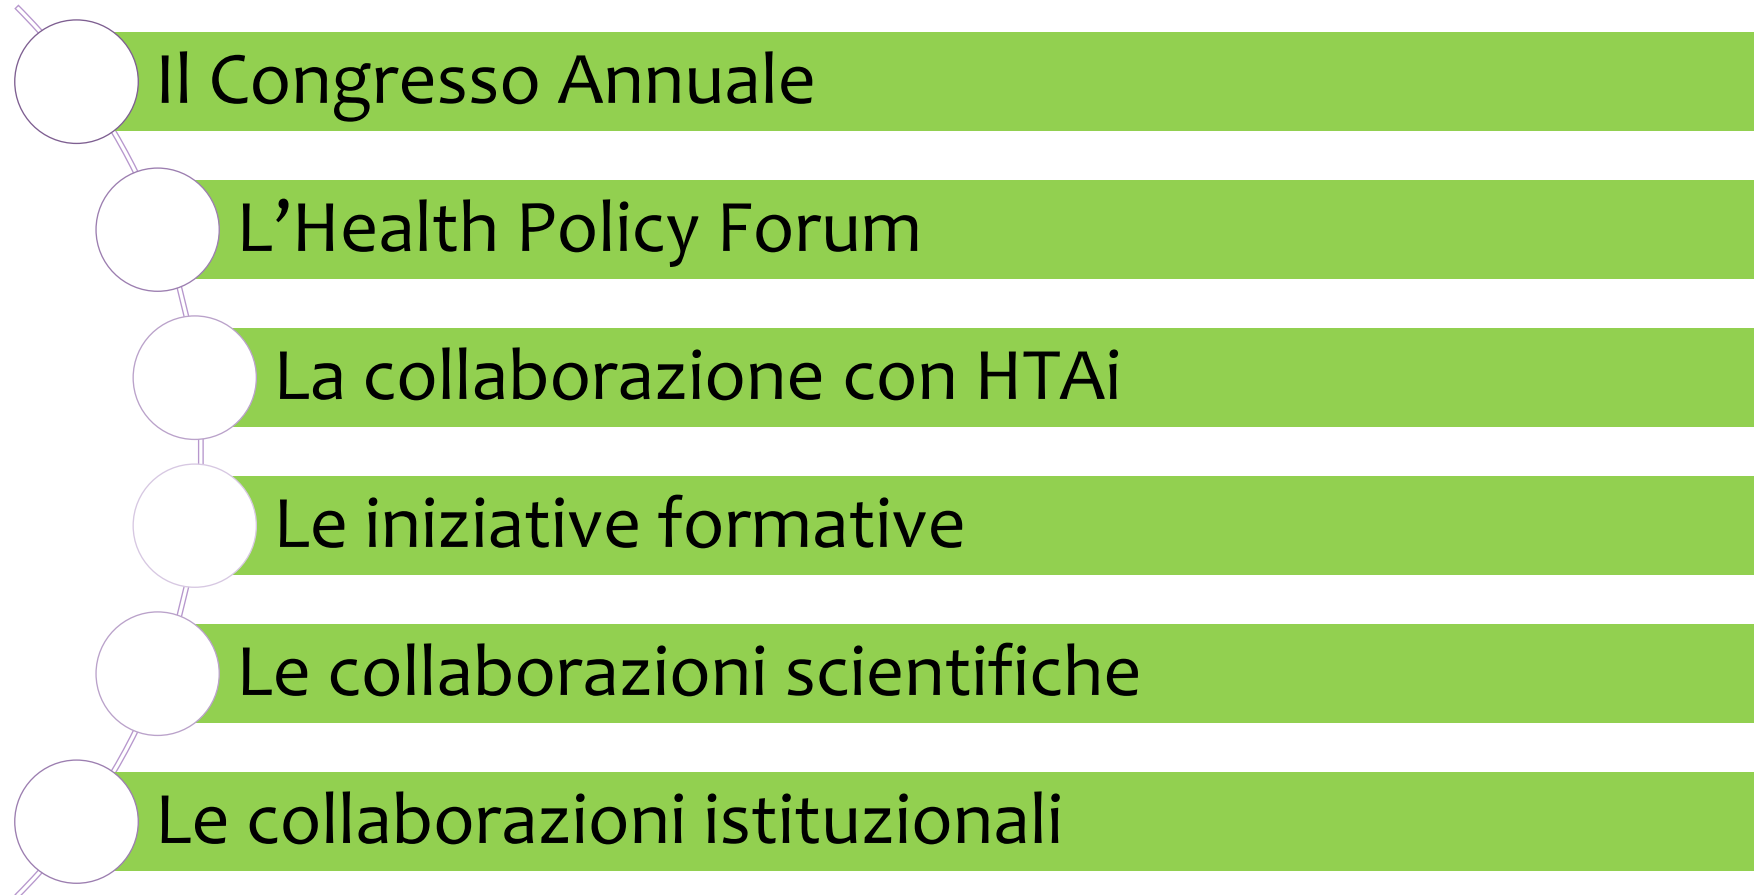 Il Congresso Annuale
L’Health Policy Forum
La collaborazione con HTAi
Le iniziative formative
Le collaborazioni scientifiche
Le collaborazioni istituzionali